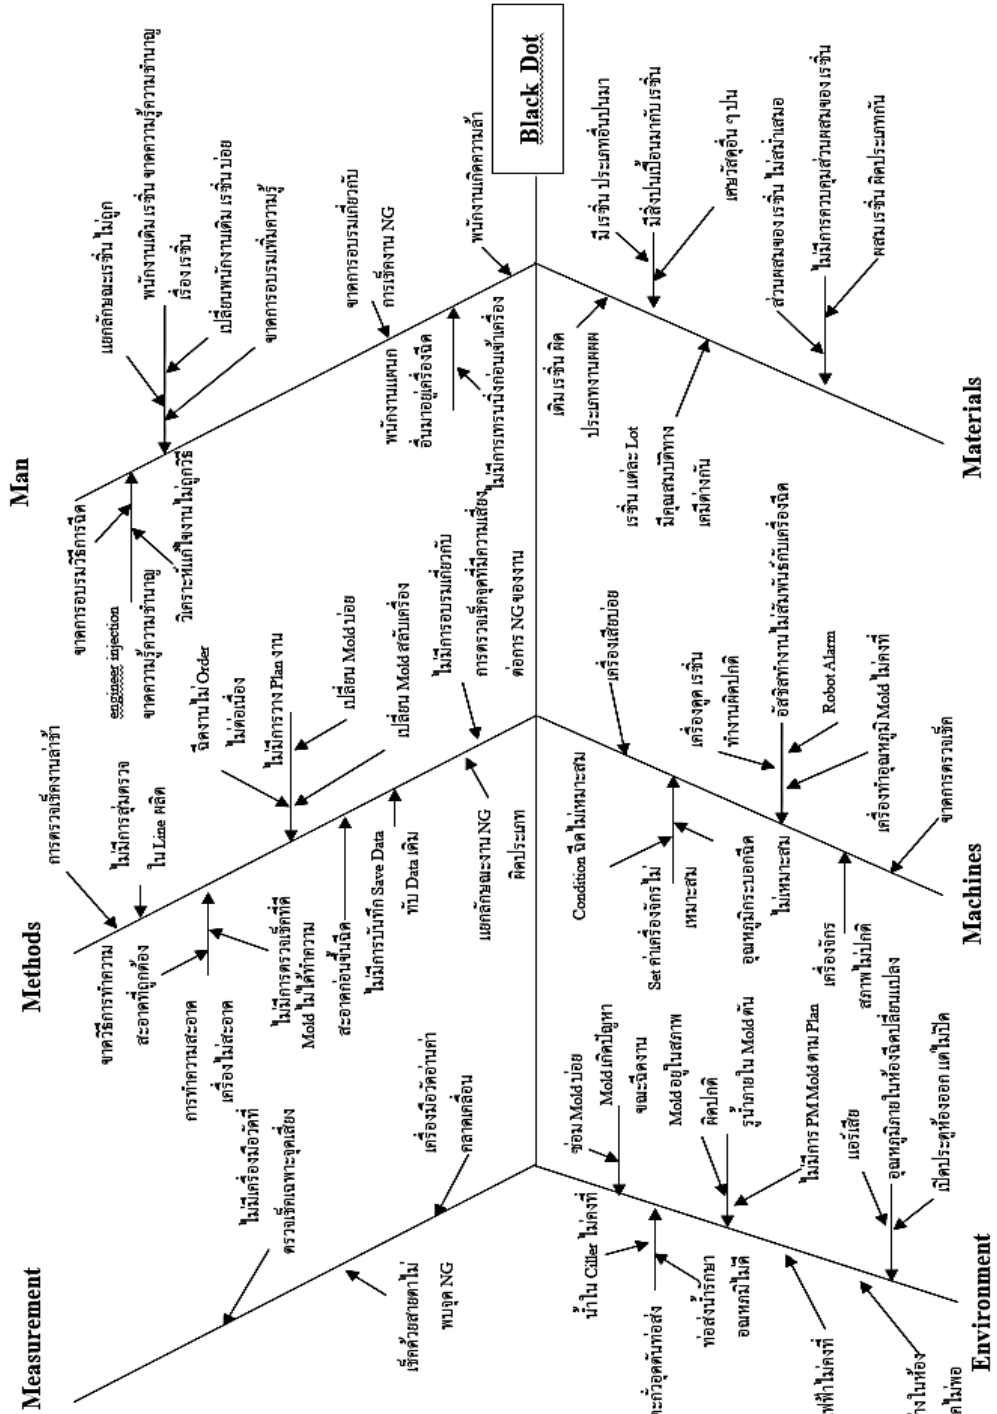 Black Dot
Man
พนักงานเกิดความล้า
ขาดการอบรมเกี่ยวกับ
การเช็คงาน NG
พนักงานแผนก
อื่นมาอยู่เครื่องฉีด
ไม่มีการเทรนนิ่งก่อนเข้าเครื่อง
แยกลักษณะเรซิ่น ไม่ถูก
พนักงานเติม เรซิ่น ขาดความรู้ความชำนาญ
เรื่อง เรซิ่น
เปลี่ยนพนักงานเติม เรซิ่น บ่อย
ขาดการอบรมเพิ่มความรู้
ขาดการอบรมวิธีการฉีด
engineer injection
ขาดความรู้ความชำนาญ
วิเคราะห์แก้ไขงานไม่ถูกวิธี
Methods
การตรวจเช็คงานล่าช้า
ไม่มีการสุ่มตรวจ
ใน Line ผลิต
ฉีดงานไม่ Order
ไม่ต่อเนื่อง
ไม่มีการวาง Plan งาน
เปลี่ยน Mold บ่อย
เปลี่ยน Mold สลับเครื่อง
ไม่มีการอบรมเกี่ยวกับ
การตรวจเช็คจุดที่มีความเสี่ยง
ต่อการ NG ของงาน
ขาดวิธีการทำความ
สะอาดที่ถูกต้อง
การทำความสะอาด
เครื่องไม่สะอาด
ไม่มีการตรวจเช็คที่ดี
Mold ไม่ได้ทำความ
สะอาดก่อนขึ้นฉีด
ไม่มีการบันทึก Save Data
ทับ Data เดิม
แยกลักษณะงาน NG
ผิดประเภท
Measurement
ไม่มีเครื่องมือวัดที่
ตรวจเช็คเฉพาะจุดเสี่ยง
เครื่องมือวัดอ่านค่า
คลาดเคลื่อน
เช็คด้วยสายตาไม่
พบจุด NG
Materials
มี เรซิ่น ประเภทอื่นปนมา
มีสิ่งปนเปื้อนมากับ เรซิ่น
เศษวัสดุอื่น ๆ ปน
ส่วนผสมของ เรซิ่น ไม่สม่ำเสมอ
ไม่มีการควบคุมส่วนผสมของ เรซิ่น
ผสม เรซิ่น ผิดประเภทกัน
เติม เรซิ่น ผิด
ประเภทงานผผผ
เรซิ่น แต่ละ Lot
มีคุณสมบัติทาง
เคมีต่างกัน
Machines
เครื่องเสียบ่อย
เครื่องดูด เรซิ่น
ทำงานผิดปกติ
อัสซิสทำงานไม่สัมพันธ์กับเครื่องฉีด
Robot Alarm
เครื่องทำอุณหภูมิ Mold ไม่คงที่
ขาดการตรวจเช็ค
Condition ฉีดไม่เหมาะสม
Set ค่าเครื่องจักรไม่
เหมาะสม
อุณหภูมิกระบอกฉีด
ไม่เหมาะสม
เครื่องจักร
สภาพไม่ปกติ
Environment
ซ่อม Mold บ่อย
Mold เกิดปัญหา
ขณะฉีดงาน
Mold อยู่ในสภาพ
ผิดปกติ
รูน้ำภายใน Mold ตัน
ไม่มีการ PM Mold ตาม Plan
แอร์เสีย
อุณหภูมิภายในห้องฉีดเปลี่ยนแปลง
เปิดประตูห้องออก แต่ไม่ปิด
น้ำใน Ciller ไม่คงที่
ตะกั่วอุดตันท่อส่ง
ท่อส่งน้ำรักษา
อุณหภูมิไม่ดี
ฟฟ้าไม่คงที่
างในห้อง
ดไม่พอ